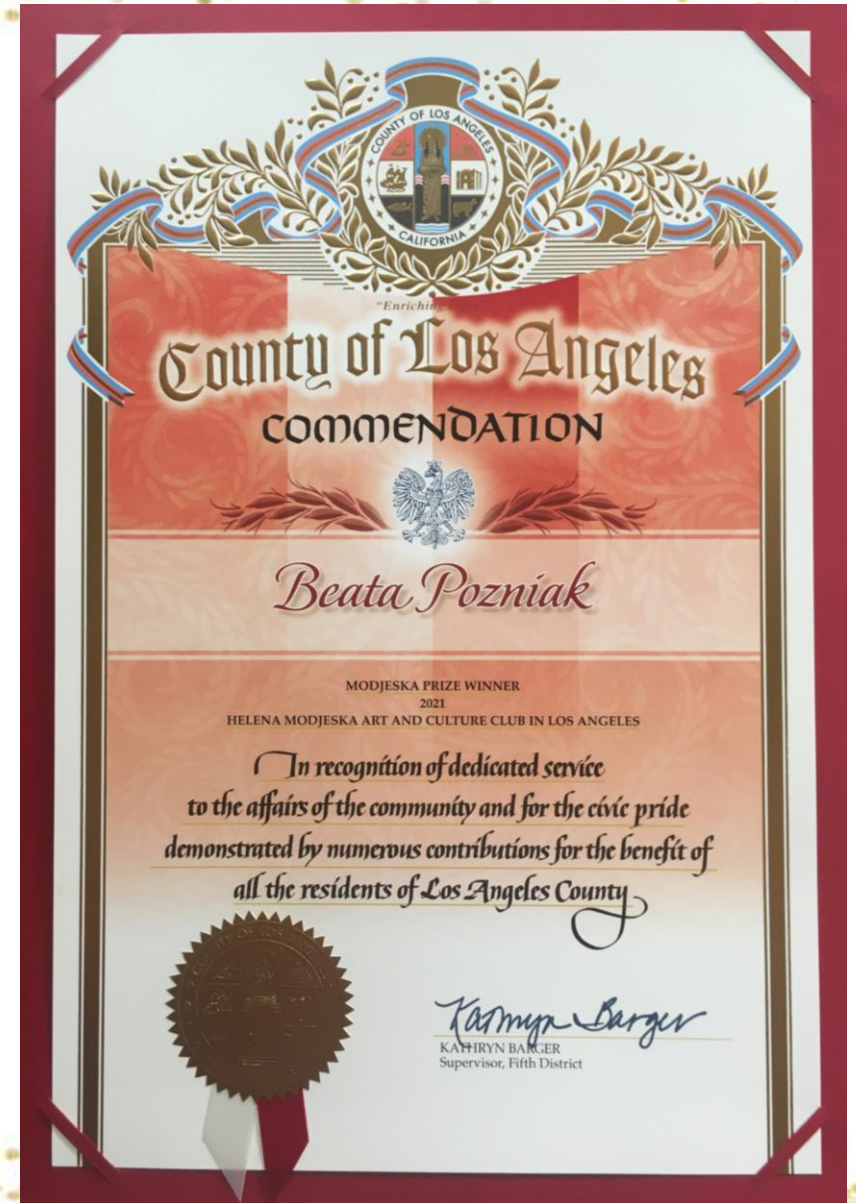 COUNTY OF LOS ANGELES
CALIFORNIA
"Enriching
County of Los Angeles
COMMENDATION
Beata Pozniak
MODJESKA PRIZE WINNER
2021
HELENA MODJESKA ART AND CULTURE CLUB IN LOS ANGELES
In recognition of dedicated service
to the affairs of the community and for the civic pride
demonstrated by numerous contributions for the benefit of
all the residents of Los Angeles County
Kathryn Barger
KATHRYN BARGER
Supervisor, Fifth District